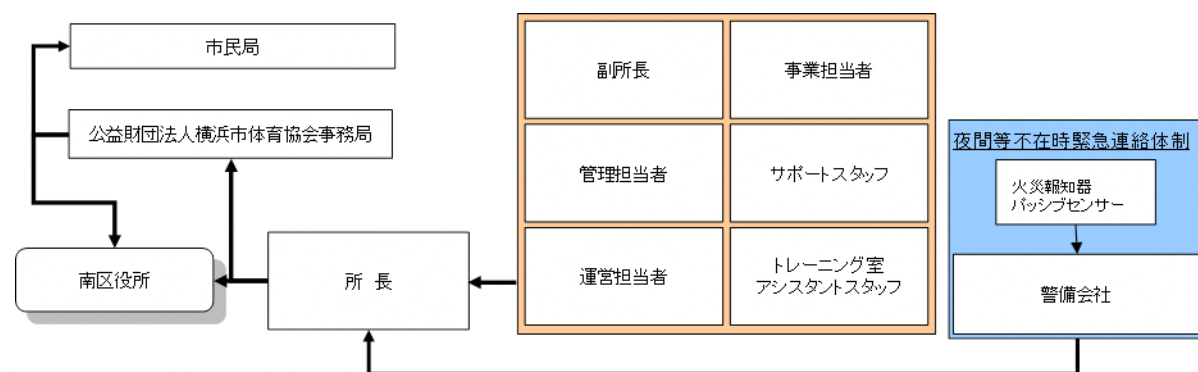 市民局
公益財団法人横浜市体育協会事務局
南区役所
所 長
副所長
事業担当者
管理担当者
サポートスタッフ
運営担当者
トレーニング室
アシスタントスタッフ
夜間等不在時緊急連絡体制
火災報知器
パッシブセンサー
警備会社